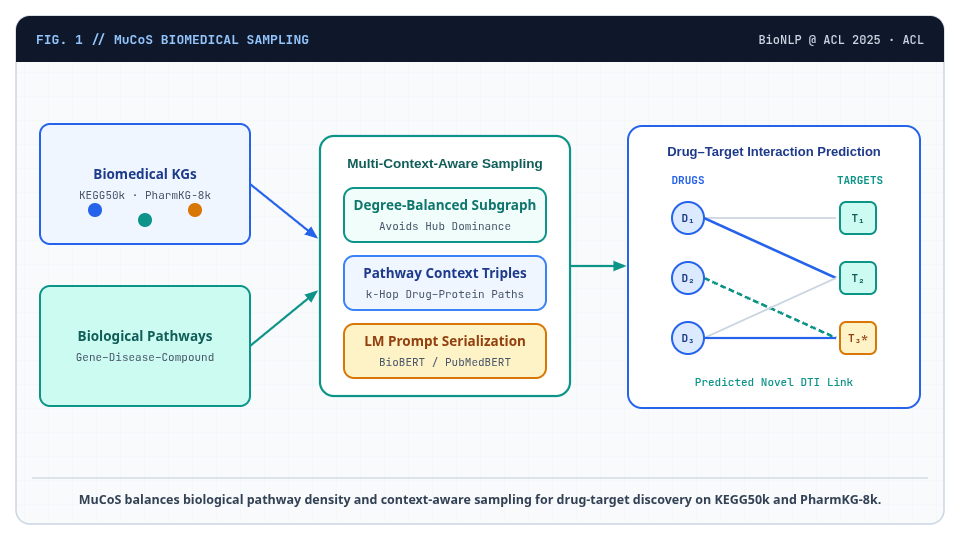 FIG. 1 // MuCoS BIOMEDICAL SAMPLING
BioNLP @ ACL 2025 · ACL
Biomedical KGs
KEGG50k · PharmKG-8k
Biological Pathways
Gene–Disease–Compound
Multi-Context-Aware Sampling
Degree-Balanced Subgraph
Avoids Hub Dominance
Pathway Context Triples
k-Hop Drug–Protein Paths
LM Prompt Serialization
BioBERT / PubMedBERT
Drug–Target Interaction Prediction
DRUGS TARGETS
D₁ T₁
D₂ T₂
D₃ T₃*
Predicted Novel DTI Link
MuCoS balances biological pathway density and context-aware sampling for drug-target discovery on KEGG50k and PharmKG-8k.